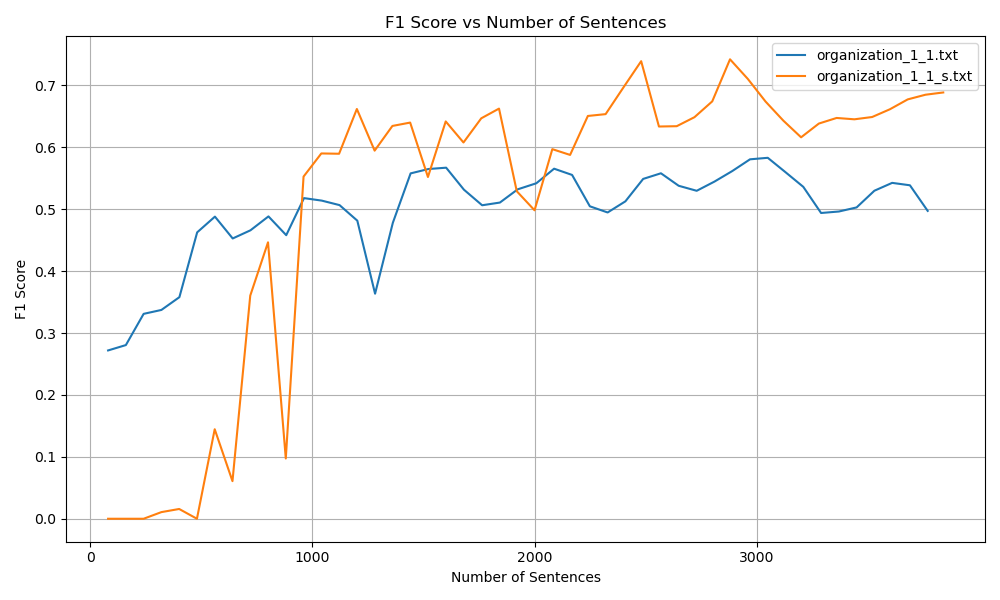 F1 Score vs Number of Sentences
organization_1_1.txt
organization_1_1_s.txt
F1 Score
0.7
0.6
0.5
0.4
0.3
0.2
0.1
0.0
0
1000
2000
3000
Number of Sentences